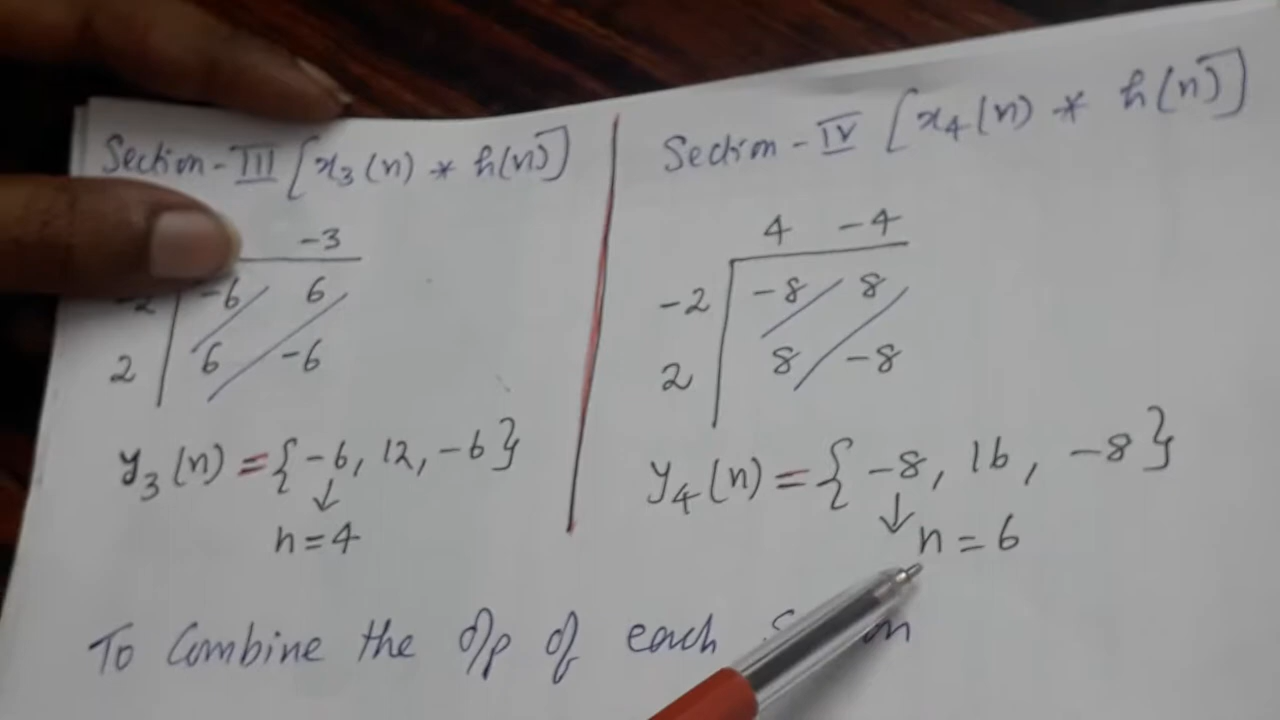 Section - III [x₃(n) * h(n)]
-3
-2 -6 6
2 6 -6
y₃(n) = {-6, 12, -6}
↓
n = 4
Section - IV [x₄(n) * h(n)]
4 -4
-2 -8 8
2 8 -8
y₄(n) = {-8, 16, -8}
↓
n = 6
To Combine the o/p of each